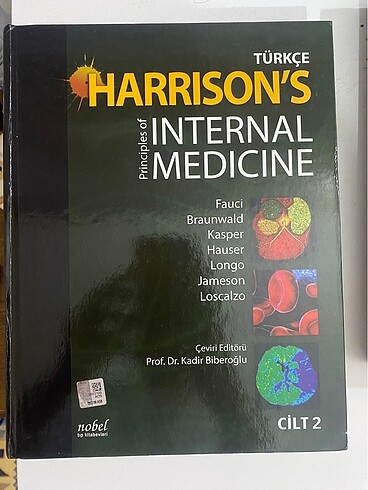 TÜRKÇE
HARRISON'S
Principles of
INTERNAL
MEDICINE
Fauci
Braunwald
Kasper
Hauser
Longo
Jameson
Loscalzo
Çeviri Editörü
Prof. Dr. Kadir Biberoğlu
nobel
tıp kitabevleri
CİLT 2